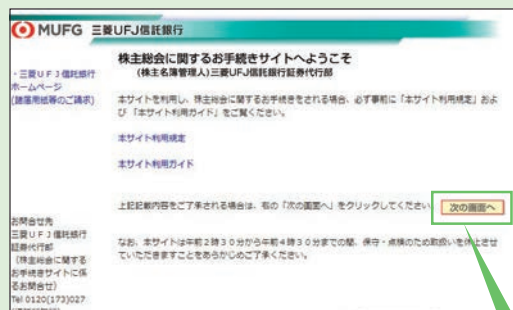 MUFG 三菱UFJ信託銀行
株主総会に関するお手続きサイトへようこそ
(株主名簿管理人)三菱UFJ信託銀行証券代行部
・三菱UFJ信託銀行
ホームページ
(諸届用紙等のご請求)
本サイトを利用し、株主総会に関するお手続きをされる場合、必ず事前に「本サイト利用規定」およ
び「本サイト利用ガイド」をご覧ください。
本サイト利用規定
本サイト利用ガイド
上記記載内容をご了承される場合は、右の「次の画面へ」をクリックしてください
次の画面へ
なお、本サイトは午前2時30分から午前4時30分までの間、保守・点検のため取扱いを休止させ
ていただきますことをあらかじめご了承ください。
お問合せ先
三菱UFJ信託銀行
証券代行部
(株主総会に関する
お手続きサイトに係
るお問合せ)
Tel 0120(173)027